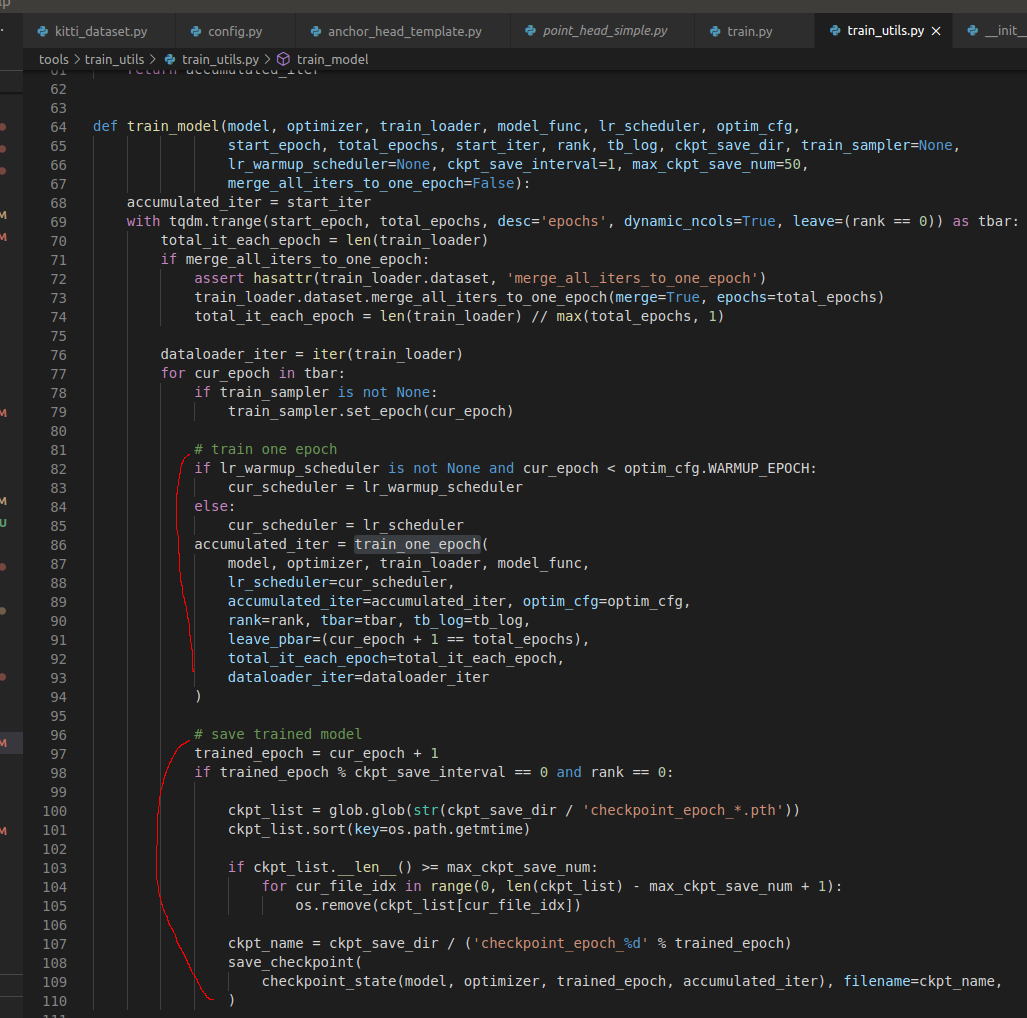 kitti_dataset.py config.py anchor_head_template.py point_head_simple.py train.py train_utils.py × __init__
tools > train_utils > train_utils.py > train_model
61 return accumulated_iter
62
63
64 def train_model(model, optimizer, train_loader, model_func, lr_scheduler, optim_cfg,
65 start_epoch, total_epochs, start_iter, rank, tb_log, ckpt_save_dir, train_sampler=None,
66 lr_warmup_scheduler=None, ckpt_save_interval=1, max_ckpt_save_num=50,
67 merge_all_iters_to_one_epoch=False):
68 accumulated_iter = start_iter
69 with tqdm.trange(start_epoch, total_epochs, desc='epochs', dynamic_ncols=True, leave=(rank == 0)) as tbar:
70 total_it_each_epoch = len(train_loader)
71 if merge_all_iters_to_one_epoch:
72 assert hasattr(train_loader.dataset, 'merge_all_iters_to_one_epoch')
73 train_loader.dataset.merge_all_iters_to_one_epoch(merge=True, epochs=total_epochs)
74 total_it_each_epoch = len(train_loader) // max(total_epochs, 1)
75
76 dataloader_iter = iter(train_loader)
77 for cur_epoch in tbar:
78 if train_sampler is not None:
79 train_sampler.set_epoch(cur_epoch)
80
81 # train one epoch
82 if lr_warmup_scheduler is not None and cur_epoch < optim_cfg.WARMUP_EPOCH:
83 cur_scheduler = lr_warmup_scheduler
84 else:
85 cur_scheduler = lr_scheduler
86 accumulated_iter = train_one_epoch(
87 model, optimizer, train_loader, model_func,
88 lr_scheduler=cur_scheduler,
89 accumulated_iter=accumulated_iter, optim_cfg=optim_cfg,
90 rank=rank, tbar=tbar, tb_log=tb_log,
91 leave_pbar=(cur_epoch + 1 == total_epochs),
92 total_it_each_epoch=total_it_each_epoch,
93 dataloader_iter=dataloader_iter
94 )
95
96 # save trained model
97 trained_epoch = cur_epoch + 1
98 if trained_epoch % ckpt_save_interval == 0 and rank == 0:
99
100 ckpt_list = glob.glob(str(ckpt_save_dir / 'checkpoint_epoch_*.pth'))
101 ckpt_list.sort(key=os.path.getmtime)
102
103 if ckpt_list.__len__() >= max_ckpt_save_num:
104 for cur_file_idx in range(0, len(ckpt_list) - max_ckpt_save_num + 1):
105 os.remove(ckpt_list[cur_file_idx])
106
107 ckpt_name = ckpt_save_dir / ('checkpoint_epoch_%d' % trained_epoch)
108 save_checkpoint(
109 checkpoint_state(model, optimizer, trained_epoch, accumulated_iter), filename=ckpt_name,
110 )
111